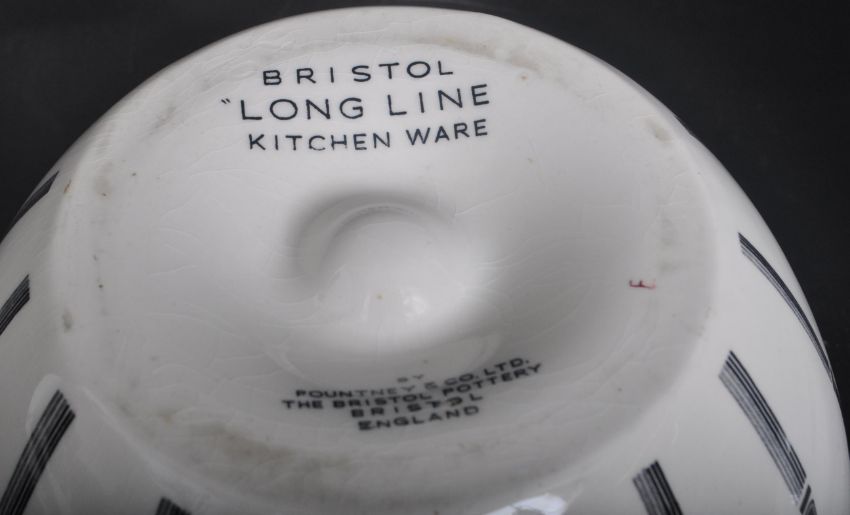 BRISTOL
"LONG LINE
KITCHEN WARE
F
BY
POUNTNEY & CO. LTD.
THE BRISTOL POTTERY
BRISTOL
ENGLAND